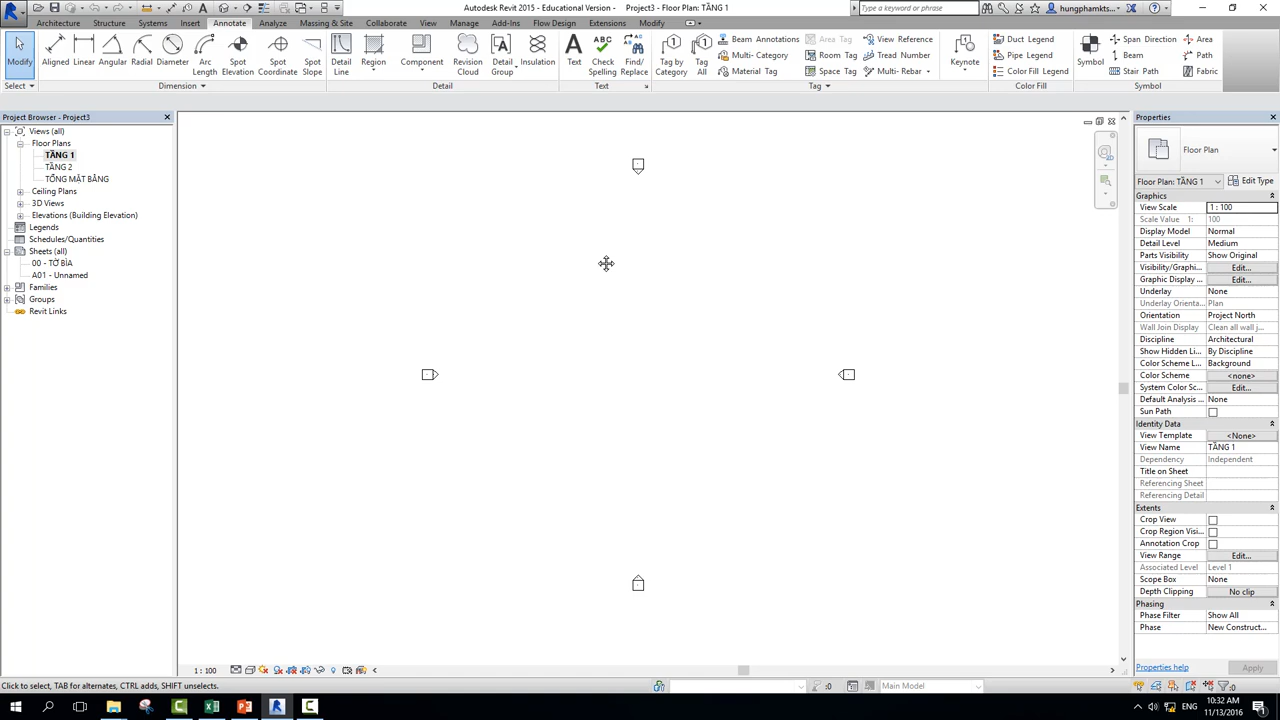 Autodesk Revit 2015 - Educational Version - Project3 - Floor Plan: TẦNG 1
Type a keyword or phrase
hungphamkts...
Architecture Structure Systems Insert Annotate Analyze Massing & Site Collaborate View Manage Add-Ins Flow Design Extensions Modify
Modify
Aligned Linear Angular Radial Diameter Arc Length Spot Elevation Spot Coordinate Spot Slope
Detail Line Region Component Revision Cloud Detail Group Insulation
Text Check Spelling Find/ Replace
ABC
Tag by Category Tag All
Beam Annotations
Multi- Category
Material Tag
Area Tag
Room Tag
Space Tag
View Reference
Tread Number
Multi- Rebar
Keynote
Duct Legend
Pipe Legend
Color Fill Legend
Symbol
Span Direction
Beam
Stair Path
Area
Path
Fabric
Select Dimension Detail Text Tag Color Fill Symbol
Project Browser - Project3
Views (all)
Floor Plans
TẦNG 1
TẦNG 2
TỔNG MẶT BẰNG
Ceiling Plans
3D Views
Elevations (Building Elevation)
Legends
Schedules/Quantities
Sheets (all)
00 - TỜ BÌA
A01 - Unnamed
Families
Groups
Revit Links
2D
Properties
Floor Plan
Floor Plan: TẦNG 1 Edit Type
Graphics
View Scale 1 : 100
Scale Value 1: 100
Display Model Normal
Detail Level Medium
Parts Visibility Show Original
Visibility/Graphi... Edit...
Graphic Display ... Edit...
Underlay None
Underlay Orienta... Plan
Orientation Project North
Wall Join Display Clean all wall j...
Discipline Architectural
Show Hidden Li... By Discipline
Color Scheme L... Background
Color Scheme <none>
System Color Sc... Edit...
Default Analysis ... None
Sun Path
Identity Data
View Template <None>
View Name TẦNG 1
Dependency Independent
Title on Sheet
Referencing Sheet
Referencing Detail
Extents
Crop View
Crop Region Visi...
Annotation Crop
View Range Edit...
Associated Level Level 1
Scope Box None
Depth Clipping No clip
Phasing
Phase Filter Show All
Phase New Construct...
Properties help Apply
1 : 100
Click to select, TAB for alternates, CTRL adds, SHIFT unselects.
:0
Main Model
:0
ENG
10:32 AM
11/13/2016